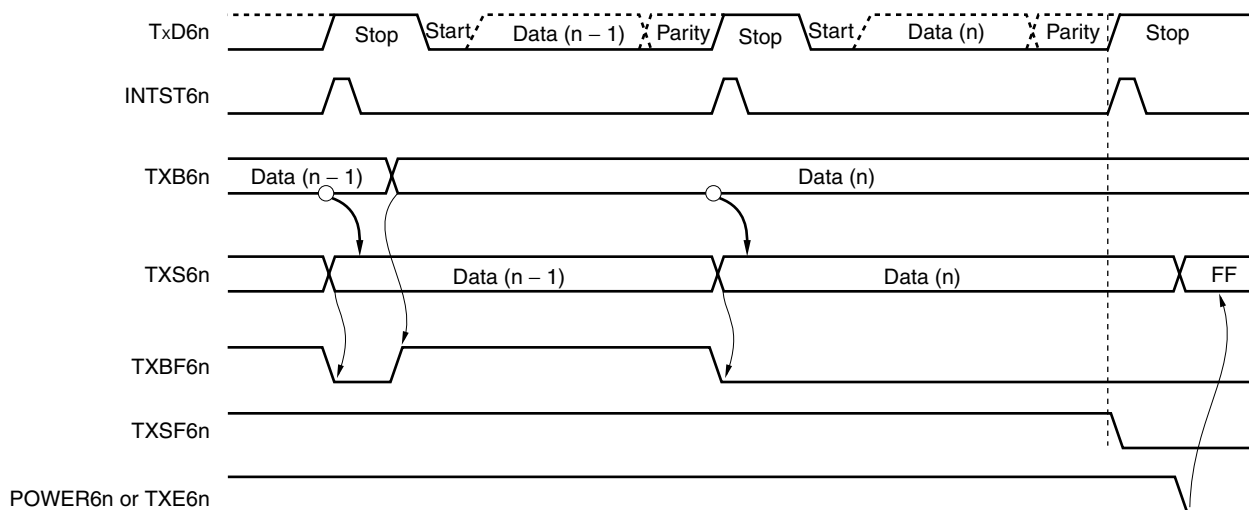 TxD6n Stop Start Data (n – 1) Parity Stop Start Data (n) Parity Stop
INTST6n
TXB6n Data (n – 1) Data (n)
TXS6n Data (n – 1) Data (n) FF
TXBF6n
TXSF6n
POWER6n or TXE6n